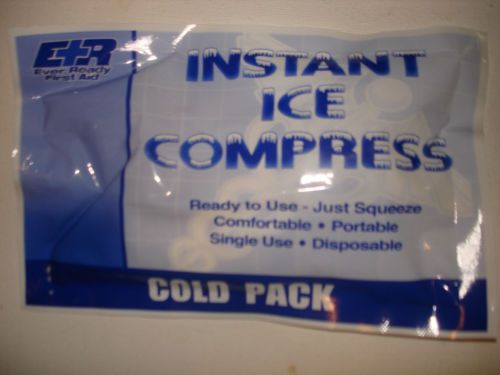 E+R
Ever Ready
First Aid
INSTANT
ICE
COMPRESS
Ready to Use - Just Squeeze
Comfortable • Portable
Single Use • Disposable
COLD PACK